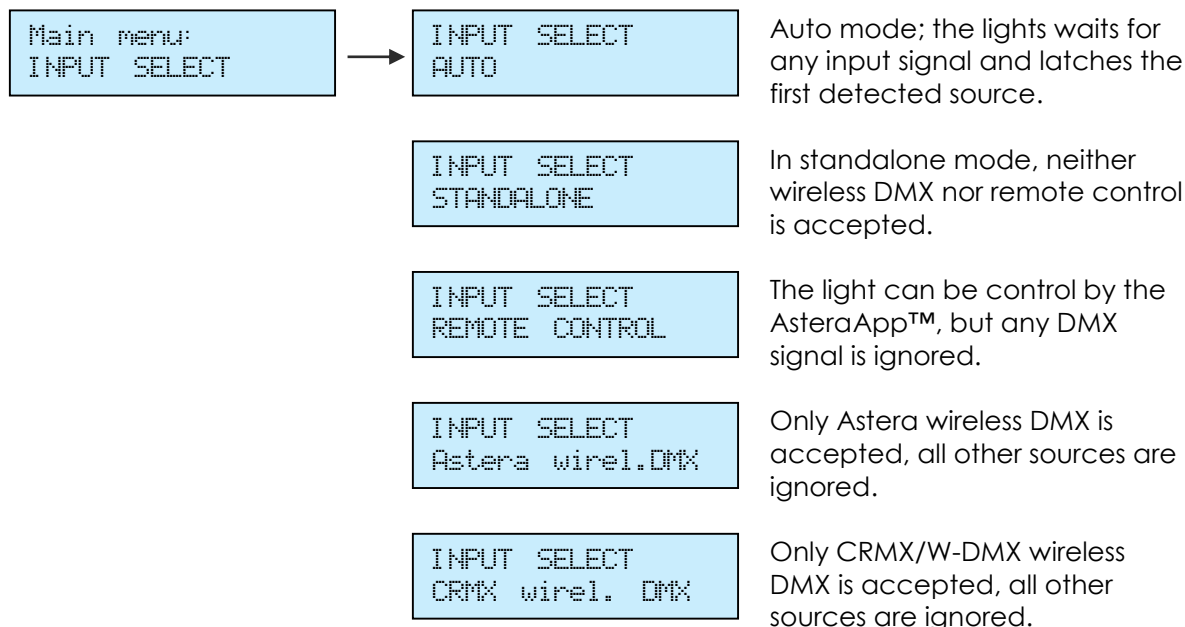 Main menu:
INPUT SELECT
INPUT SELECT
AUTO
Auto mode; the lights waits for
any input signal and latches the
first detected source.
INPUT SELECT
STANDALONE
In standalone mode, neither
wireless DMX nor remote control
is accepted.
INPUT SELECT
REMOTE CONTROL
The light can be control by the
AsteraApp™, but any DMX
signal is ignored.
INPUT SELECT
Astera wirel.DMX
Only Astera wireless DMX is
accepted, all other sources are
ignored.
INPUT SELECT
CRMX wirel. DMX
Only CRMX/W-DMX wireless
DMX is accepted, all other
sources are ignored.